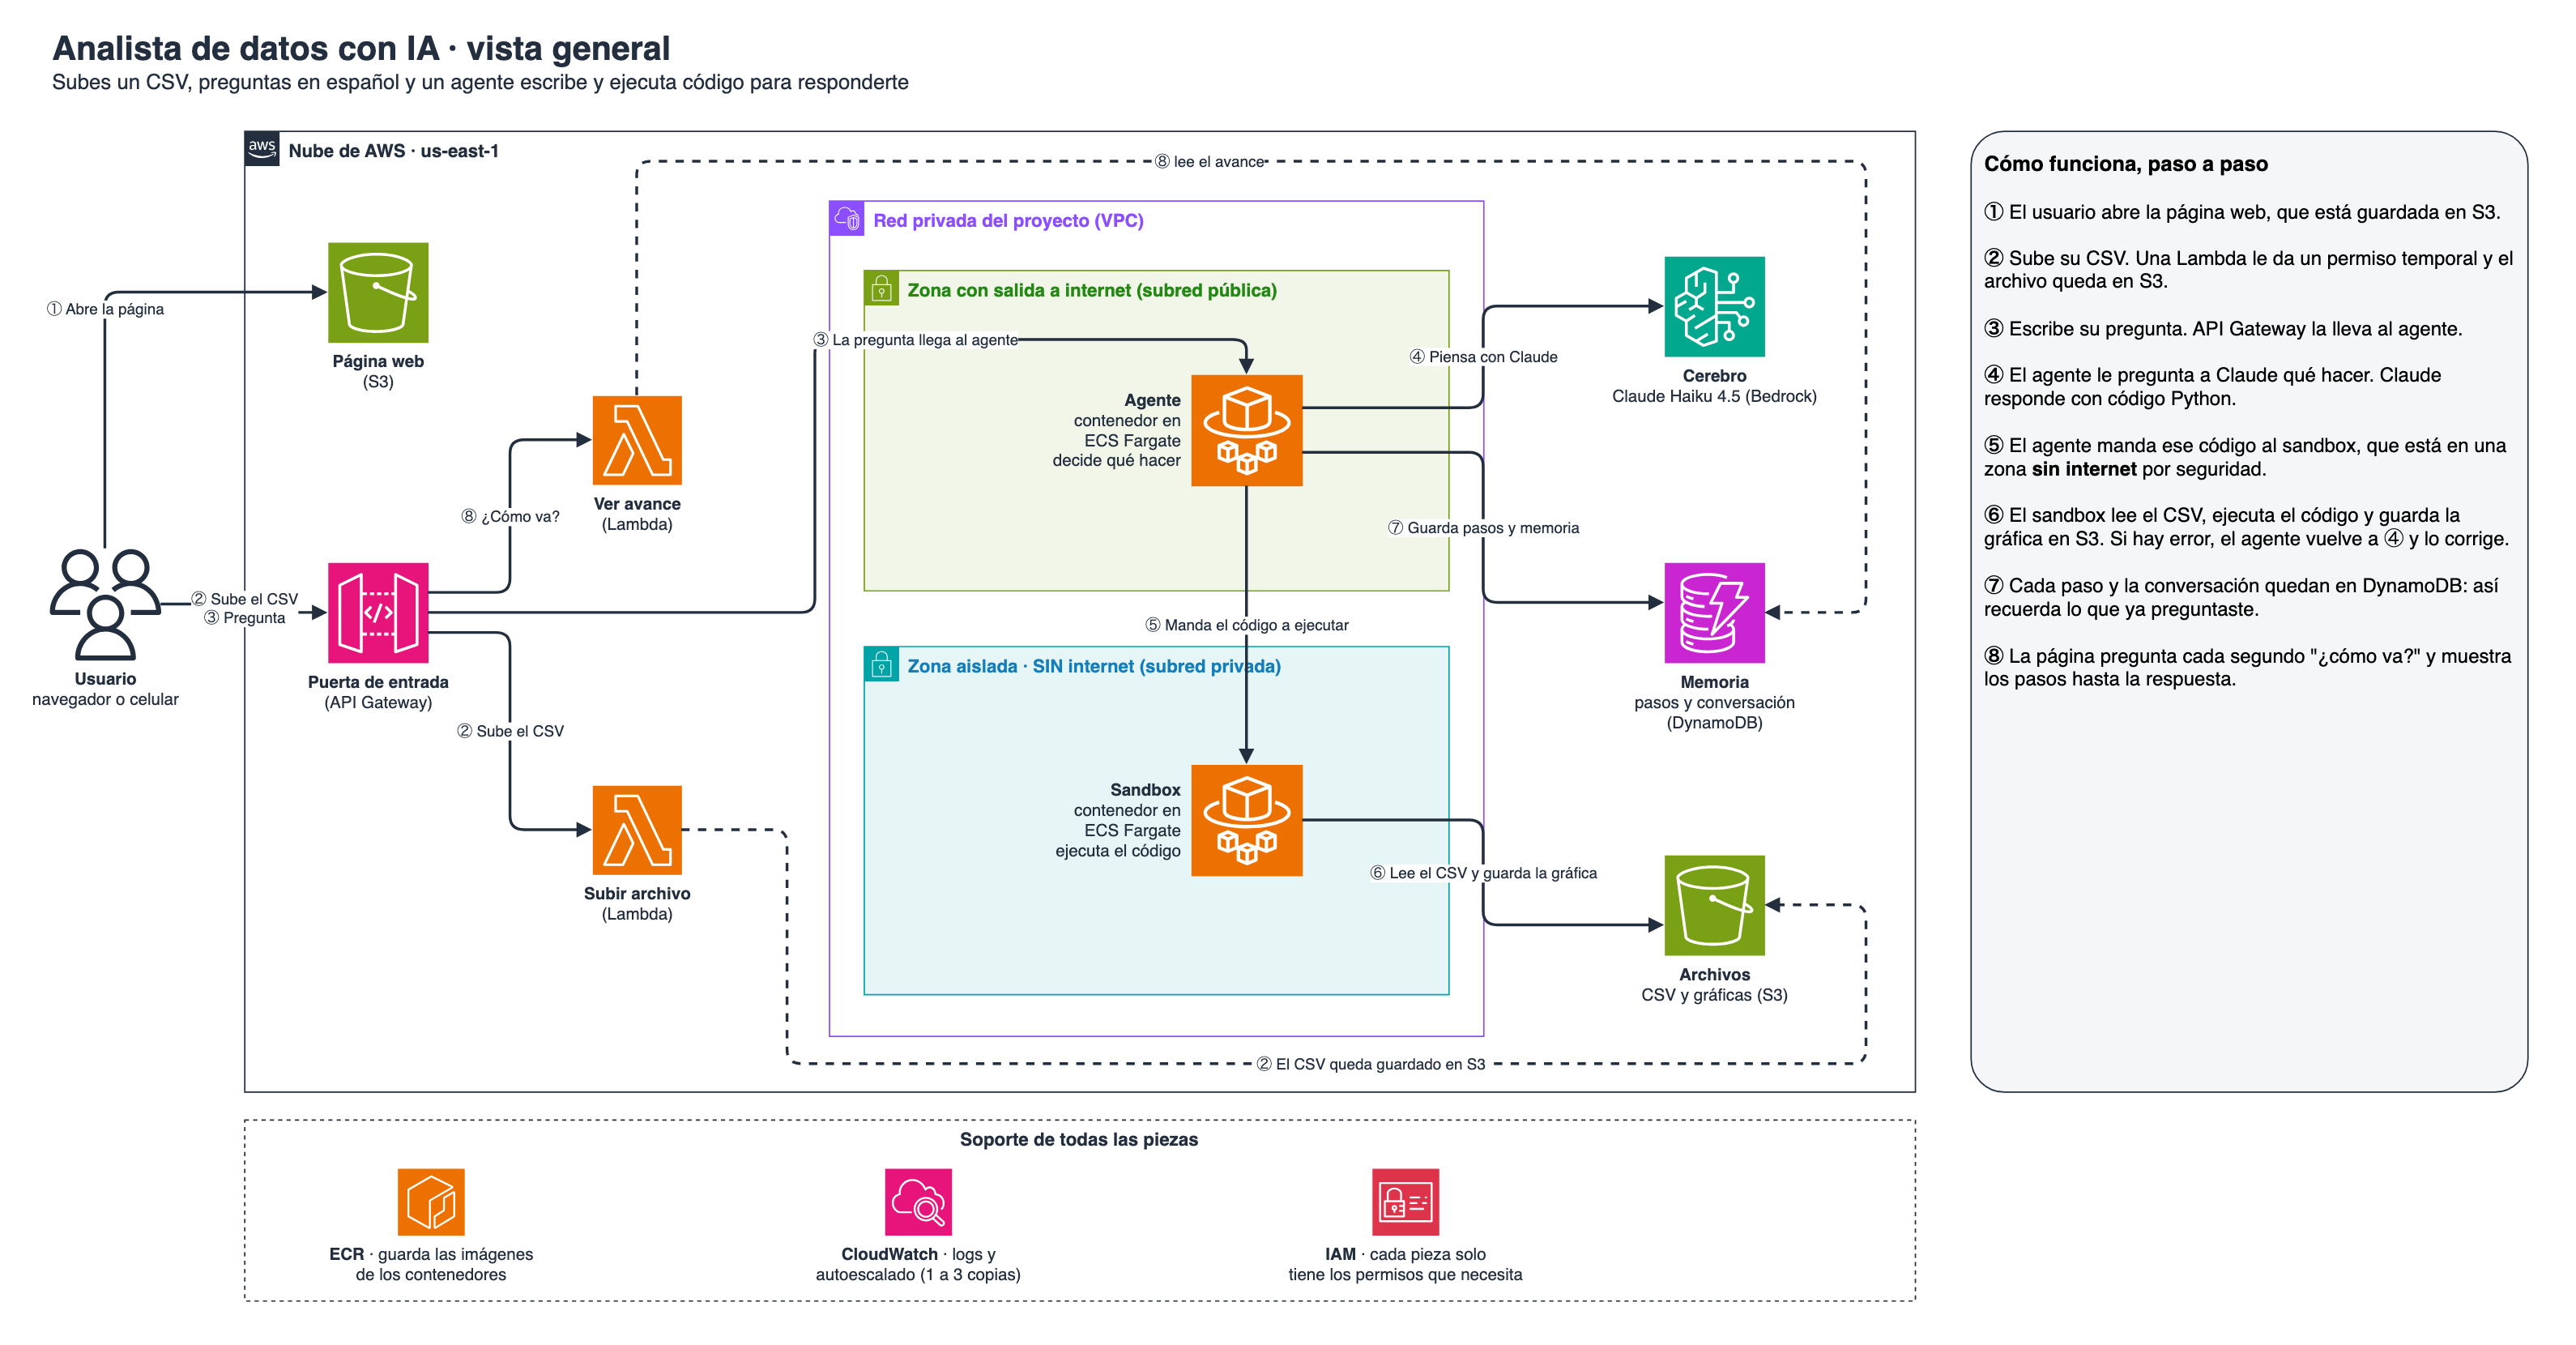 Analista de datos con IA · vista general
Subes un CSV, preguntas en español y un agente escribe y ejecuta código para responderte
aws
Nube de AWS · us-east-1
⑧ lee el avance
Red privada del proyecto (VPC)
Zona con salida a internet (subred pública)
① Abre la página
Página web
(S3)
③ La pregunta llega al agente
④ Piensa con Claude
Cerebro
Claude Haiku 4.5 (Bedrock)
Agente
contenedor en
ECS Fargate
decide qué hacer
Ver avance
(Lambda)
⑧ ¿Cómo va?
⑦ Guarda pasos y memoria
② Sube el CSV
③ Pregunta
</>
Usuario
navegador o celular
Puerta de entrada
(API Gateway)
⑤ Manda el código a ejecutar
Zona aislada · SIN internet (subred privada)
Memoria
pasos y conversación
(DynamoDB)
② Sube el CSV
Sandbox
contenedor en
ECS Fargate
ejecuta el código
Subir archivo
(Lambda)
⑥ Lee el CSV y guarda la gráfica
Archivos
CSV y gráficas (S3)
② El CSV queda guardado en S3
Cómo funciona, paso a paso
① El usuario abre la página web, que está guardada en S3.
② Sube su CSV. Una Lambda le da un permiso temporal y el
archivo queda en S3.
③ Escribe su pregunta. API Gateway la lleva al agente.
④ El agente le pregunta a Claude qué hacer. Claude
responde con código Python.
⑤ El agente manda ese código al sandbox, que está en una
zona sin internet por seguridad.
⑥ El sandbox lee el CSV, ejecuta el código y guarda la
gráfica en S3. Si hay error, el agente vuelve a ④ y lo corrige.
⑦ Cada paso y la conversación quedan en DynamoDB: así
recuerda lo que ya preguntaste.
⑧ La página pregunta cada segundo "¿cómo va?" y muestra
los pasos hasta la respuesta.
Soporte de todas las piezas
ECR · guarda las imágenes
de los contenedores
CloudWatch · logs y
autoescalado (1 a 3 copias)
IAM · cada pieza solo
tiene los permisos que necesita